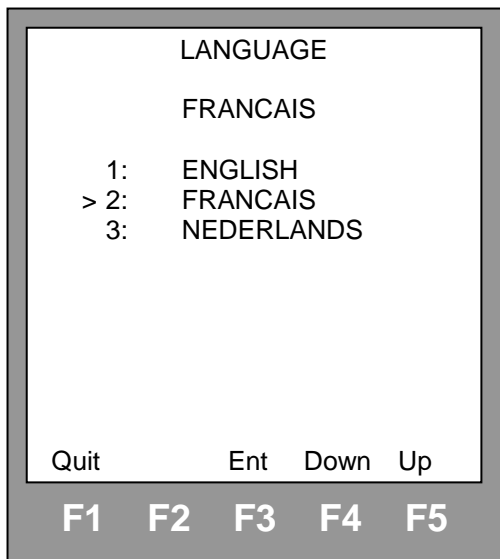 LANGUAGE
FRANCAIS
1: ENGLISH
> 2: FRANCAIS
3: NEDERLANDS
Quit Ent Down Up
F1 F2 F3 F4 F5